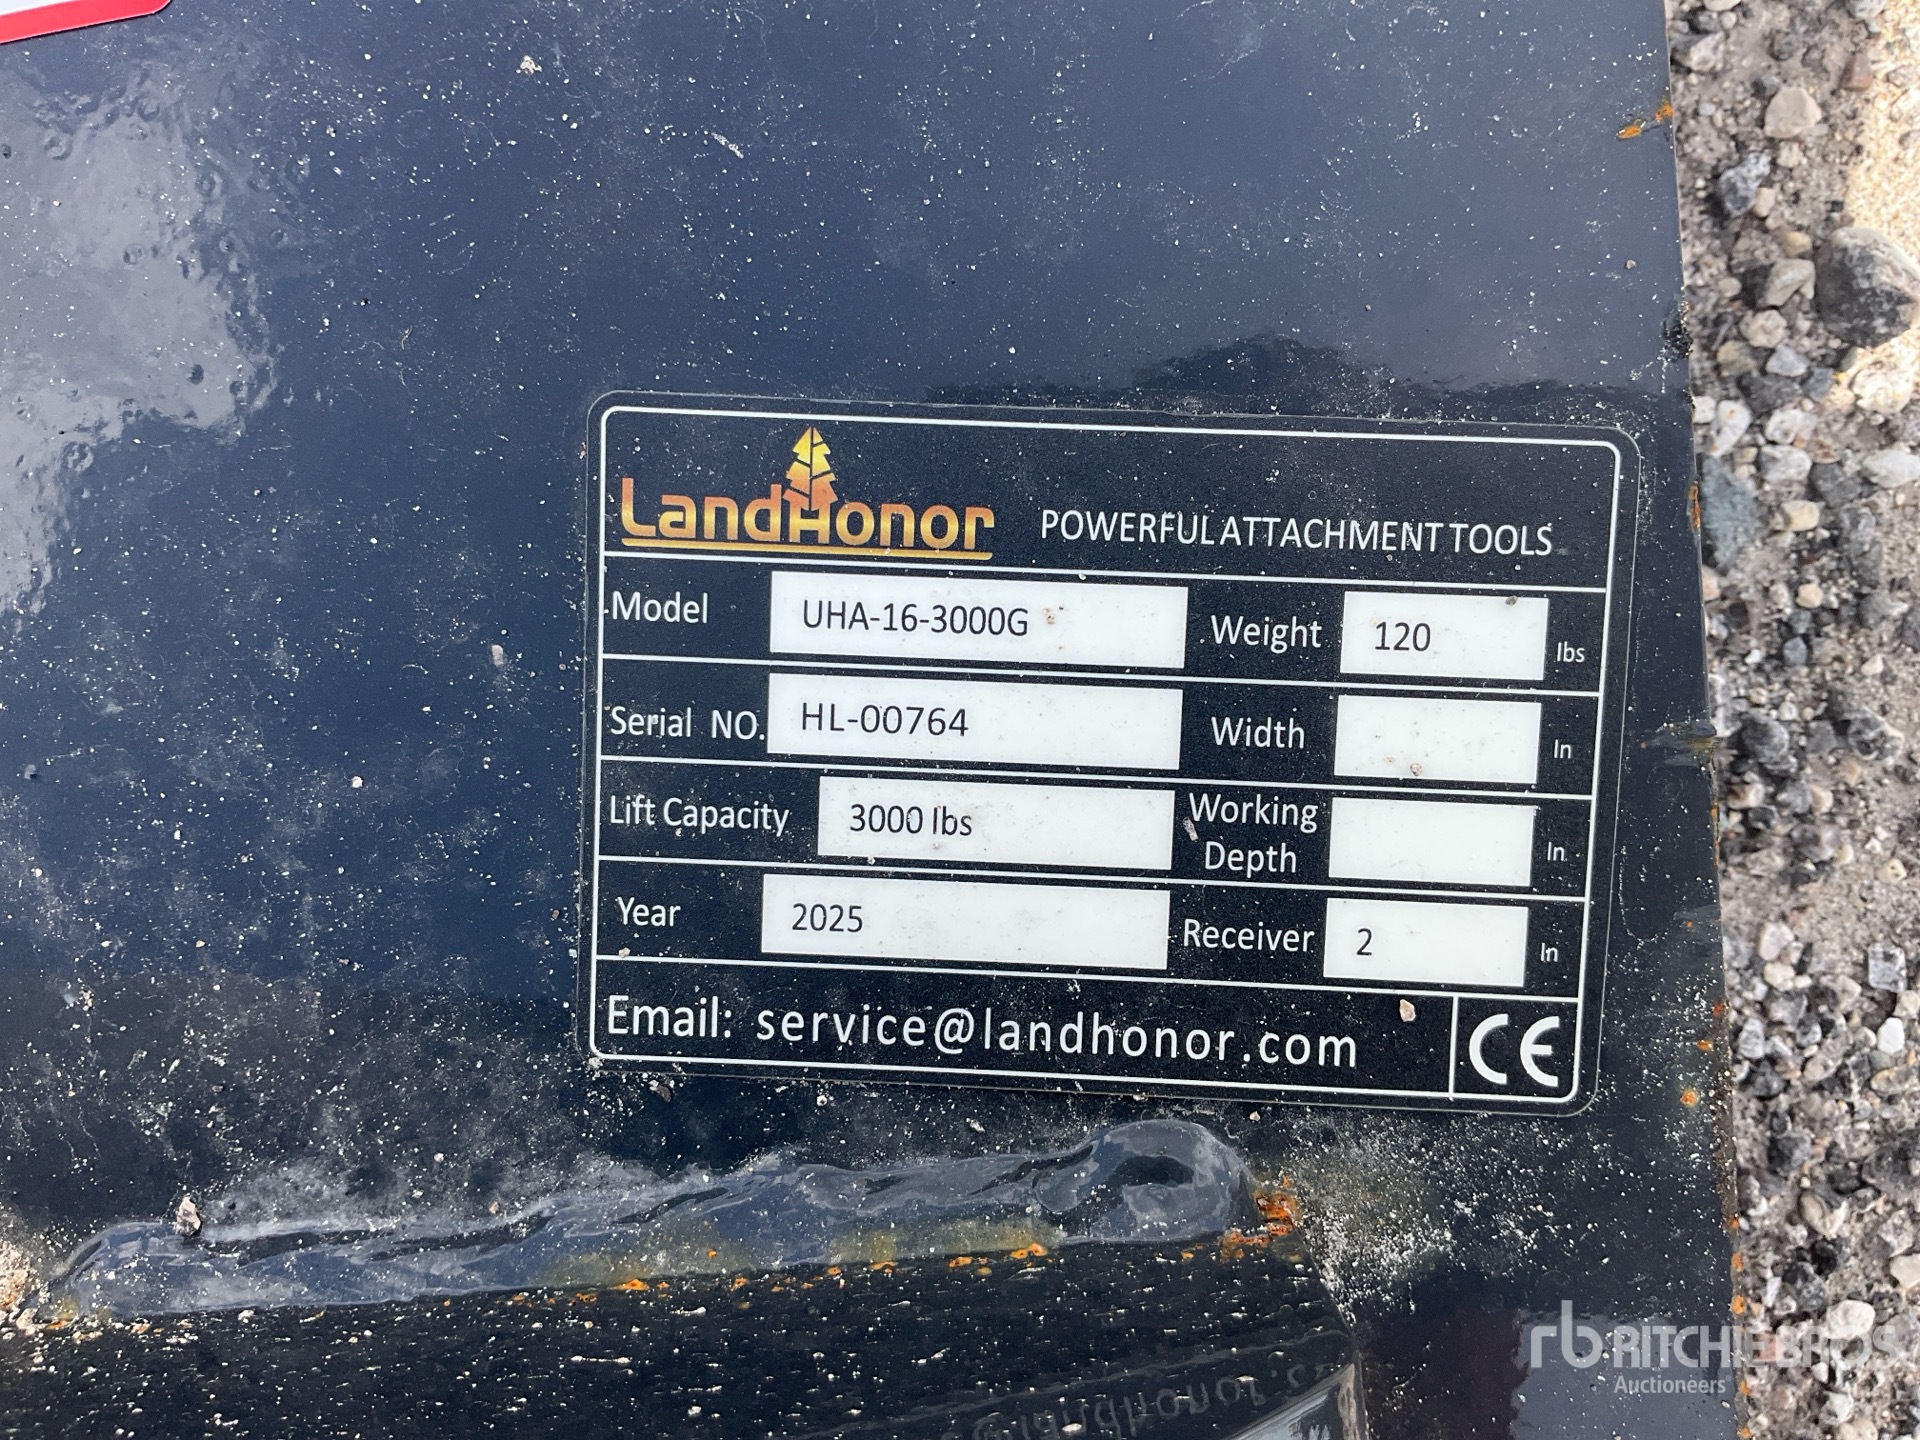 LandHonor POWERFUL ATTACHMENT TOOLS
Model UHA-16-3000G Weight 120 lbs
Serial NO. HL-00764 Width In
Lift Capacity 3000 lbs Working Depth In
Year 2025 Receiver 2 In
Email: service@landhonor.com CE
rb RITCHIE BROS
Auctioneers